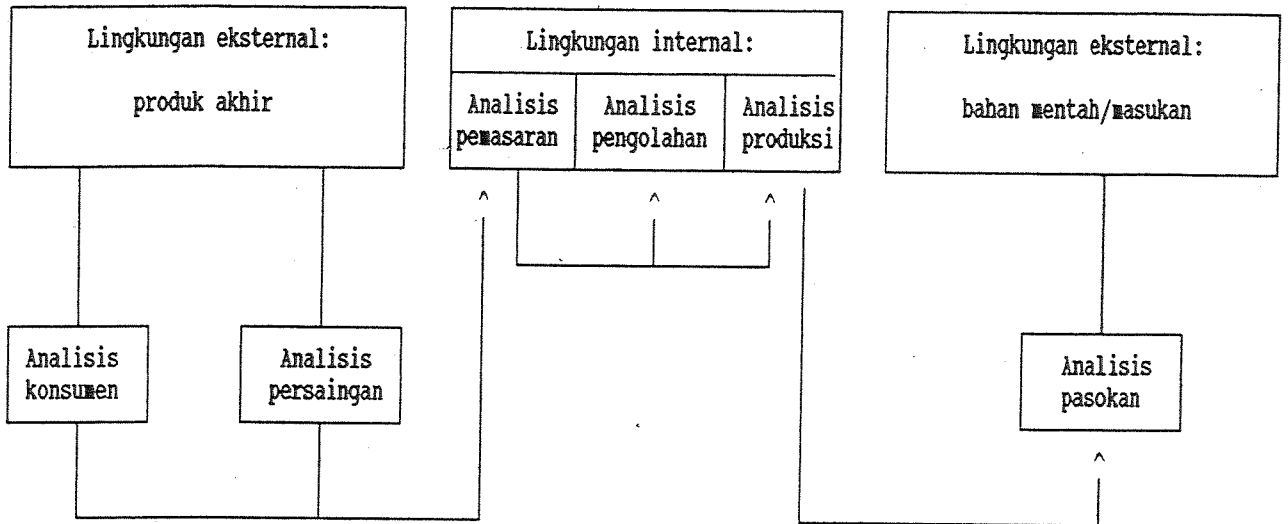 Lingkungan eksternal:
produk akhir
Lingkungan internal:
Analisis
pemasaran
Analisis
pengolahan
Analisis
produksi
Lingkungan eksternal:
bahan mentah/masukan
Analisis
konsumen
Analisis
persaingan
Analisis
pasokan